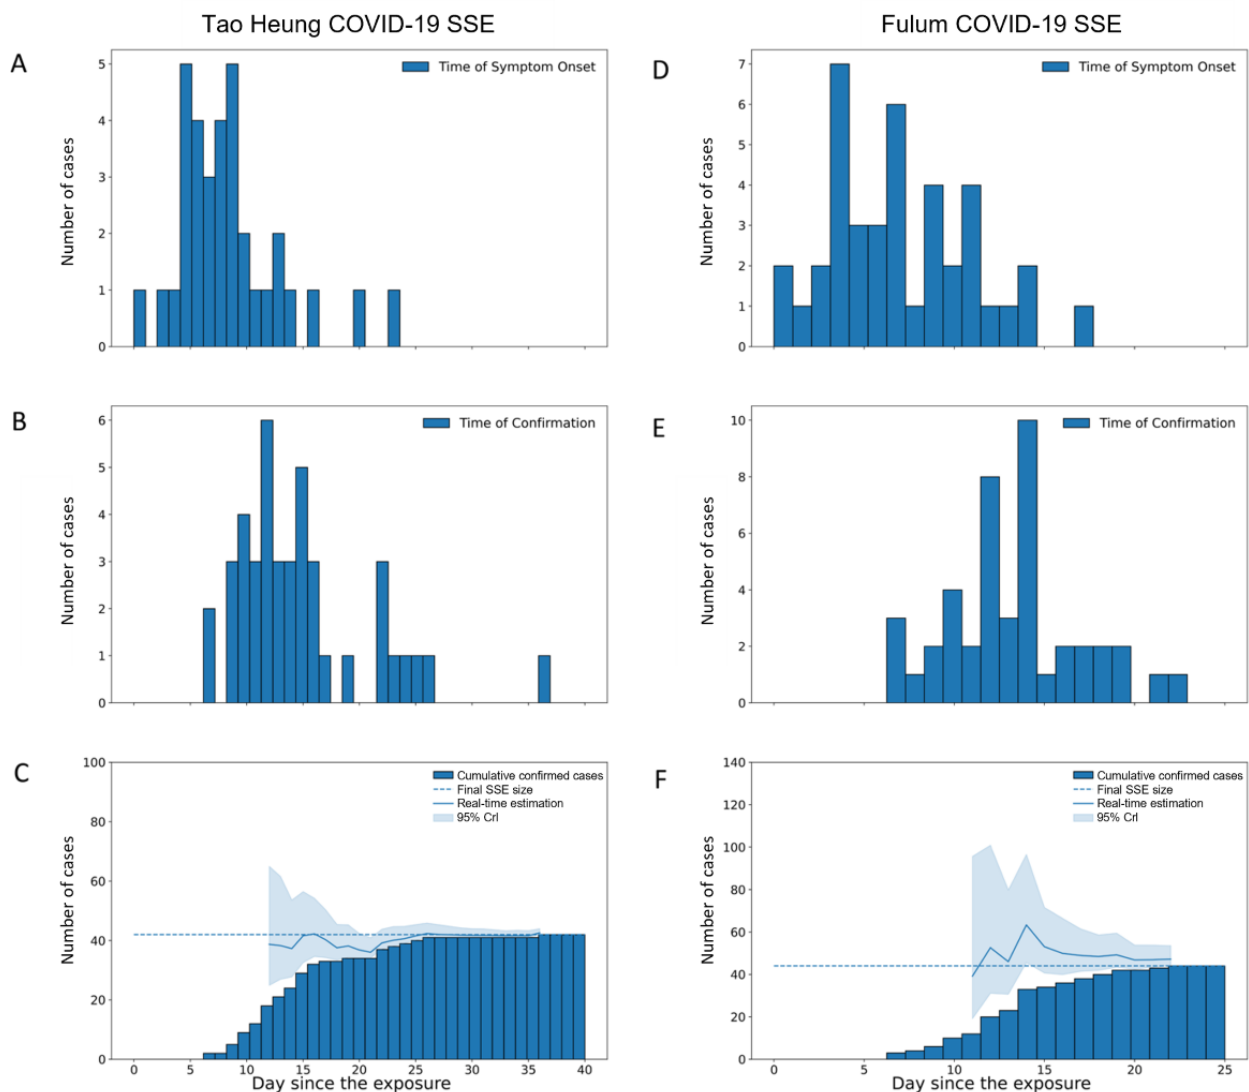 Tao Heung COVID-19 SSE
Fulum COVID-19 SSE
A
5
4
3
2
1
0
Number of cases
Time of Symptom Onset
D
7
6
5
4
3
2
1
0
Number of cases
Time of Symptom Onset
B
6
5
4
3
2
1
0
Number of cases
Time of Confirmation
E
10
8
6
4
2
0
Number of cases
Time of Confirmation
C
100
80
60
40
20
0
Number of cases
Cumulative confirmed cases
Final SSE size
Real-time estimation
95% CrI
0 5 10 15 20 25 30 35 40
Day since the exposure
F
140
120
100
80
60
40
20
0
Number of cases
Cumulative confirmed cases
Final SSE size
Real-time estimation
95% CrI
0 5 10 15 20 25
Day since the exposure